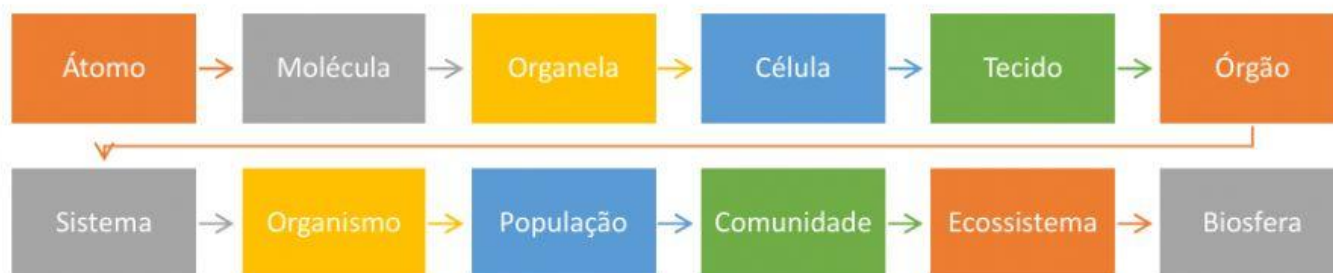 Átomo Molécula Organela Célula Tecido Órgão
Sistema Organismo População Comunidade Ecossistema Biosfera